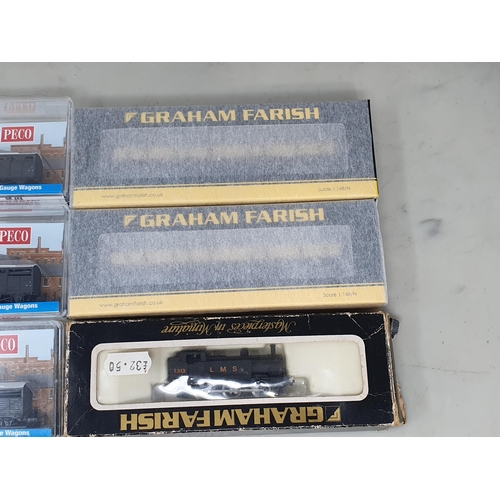 PECO
Gauge Wagons
PECO
Gauge Wagons
PECO
Gauge Wagons
GRAHAM FARISH
www.grahamfarish.co.uk
Scale 1:148/N
GRAHAM FARISH
www.grahamfarish.co.uk
Scale 1:148/N
Masterpieces in Miniature
£32.50
LMS
GRAHAM FARISH